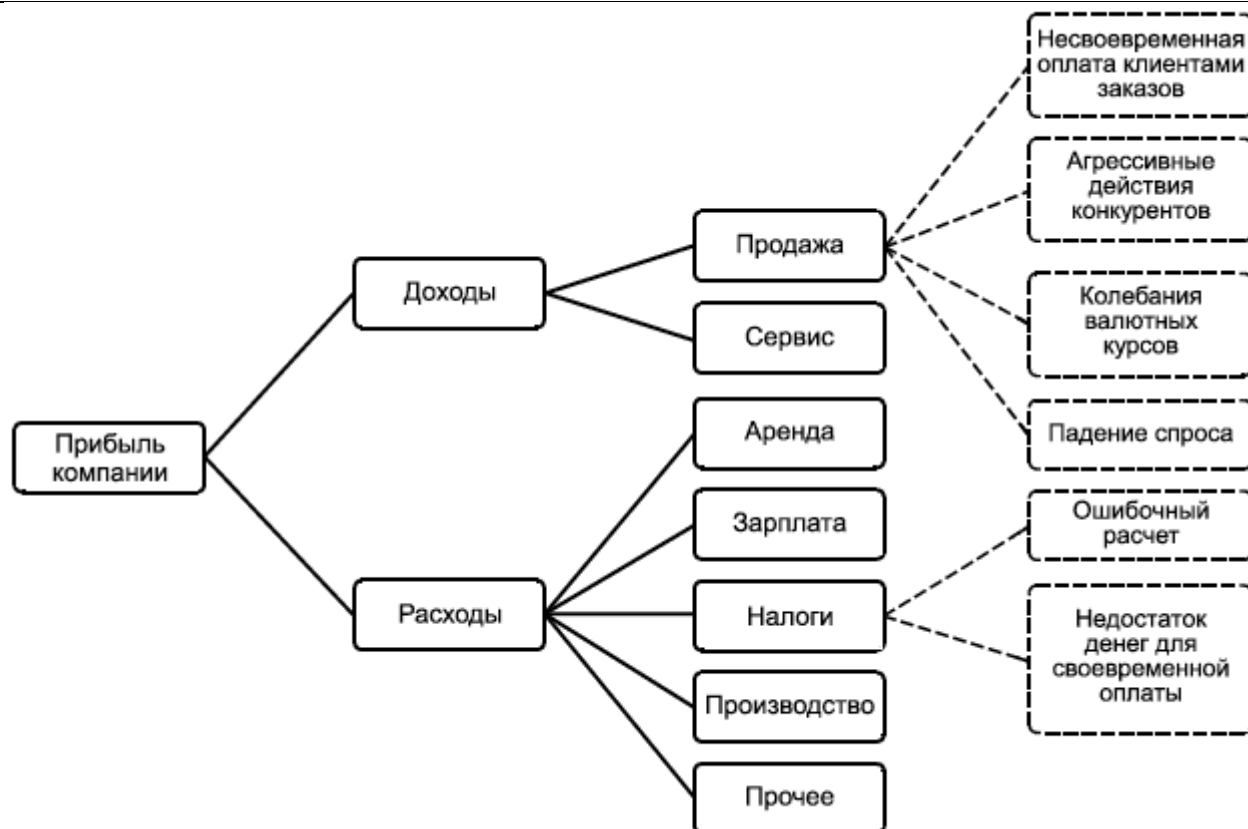 Несвоевременная
оплата клиентами
заказов
Агрессивные
действия
конкурентов
Продажа
Доходы
Колебания
валютных
курсов
Сервис
Аренда
Падение спроса
Прибыль
компании
Зарплата
Ошибочный
расчет
Расходы
Налоги
Недостаток
денег для
своевременной
оплаты
Производство
Прочее